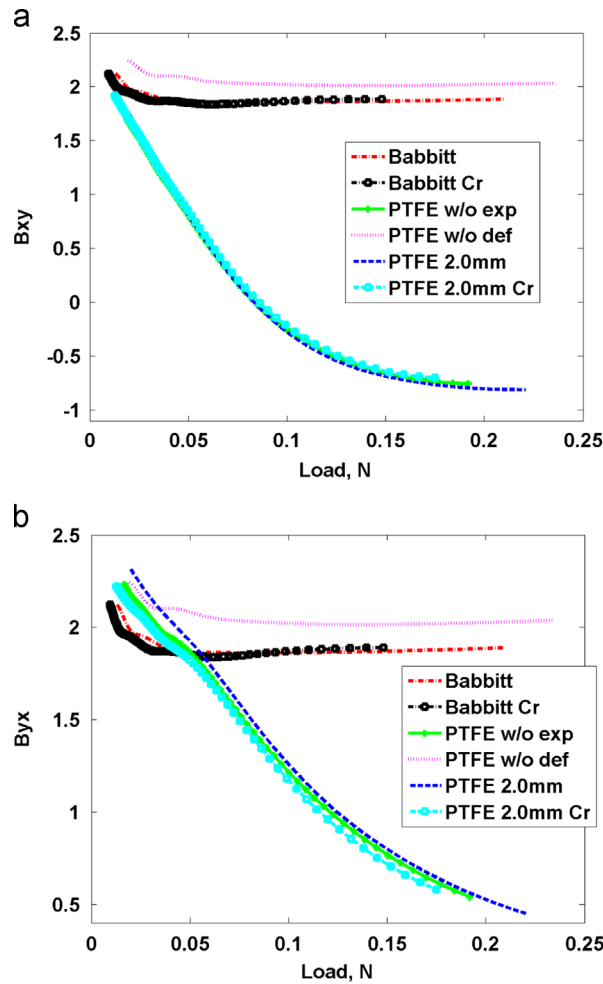 a
2.5
2
1.5
1
0.5
0
-0.5
-1
Bxy
Babbitt
Babbitt Cr
PTFE w/o exp
PTFE w/o def
PTFE 2.0mm
PTFE 2.0mm Cr
0 0.05 0.1 0.15 0.2 0.25
Load, N
b
2.5
2
1.5
1
0.5
Byx
Babbitt
Babbitt Cr
PTFE w/o exp
PTFE w/o def
PTFE 2.0mm
PTFE 2.0mm Cr
0 0.05 0.1 0.15 0.2 0.25
Load, N